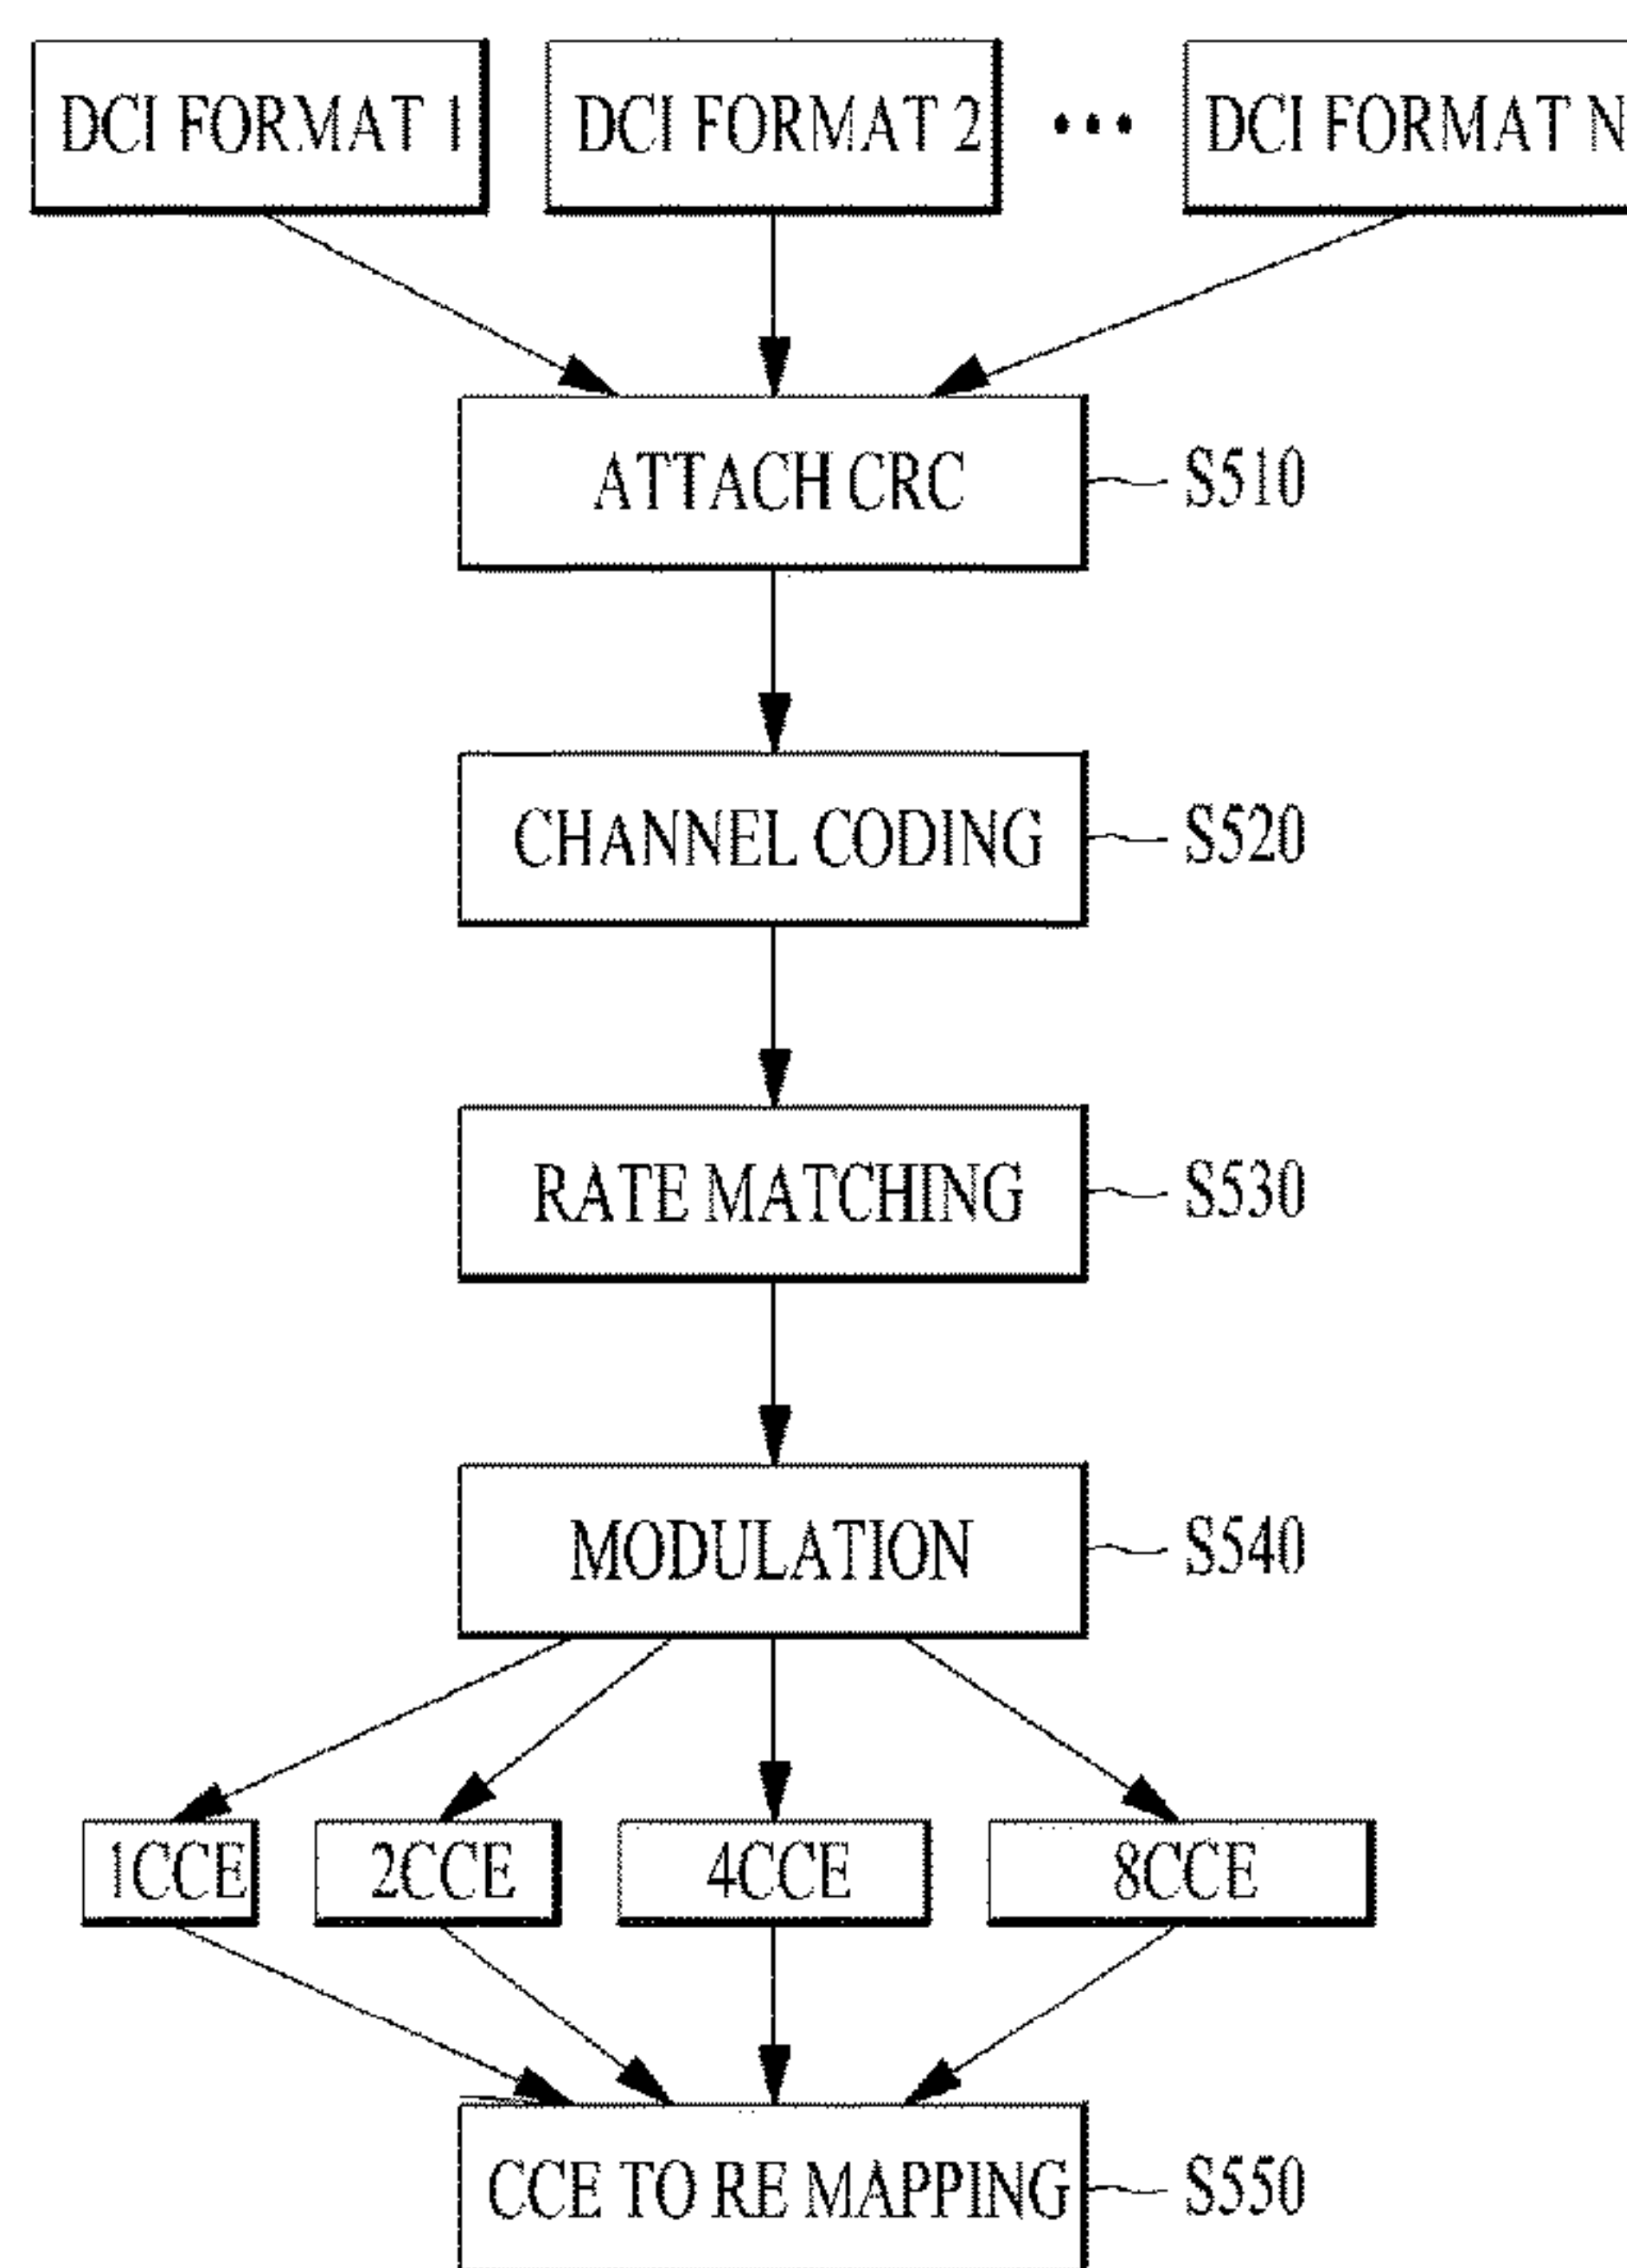 DCI FORMAT 1
DCI FORMAT 2
•••
DCI FORMAT N
ATTACH CRC
S510
CHANNEL CODING
S520
RATE MATCHING
S530
MODULATION
S540
1CCE
2CCE
4CCE
8CCE
CCE TO RE MAPPING
S550